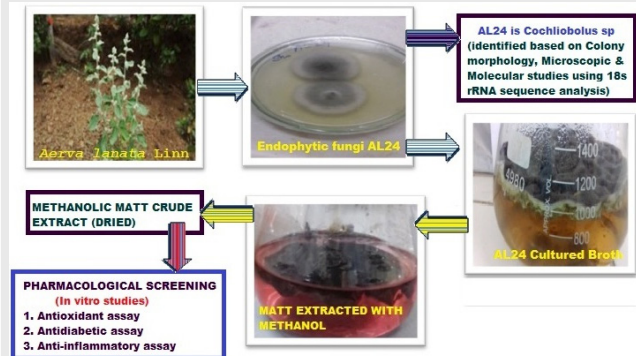 Aerva lanata Linn
Endophytic fungi AL24
AL24 is Cochliobolus sp
(identified based on Colony
morphology, Microscopic &
Molecular studies using 18s
rRNA sequence analysis)
1400
1200
1000
800
4980
AL24 Cultured Broth
MATT EXTRACTED WITH
METHANOL
METHANOLIC MATT CRUDE
EXTRACT (DRIED)
PHARMACOLOGICAL SCREENING
(In vitro studies)
1. Antioxidant assay
2. Antidiabetic assay
3. Anti-inflammatory assay